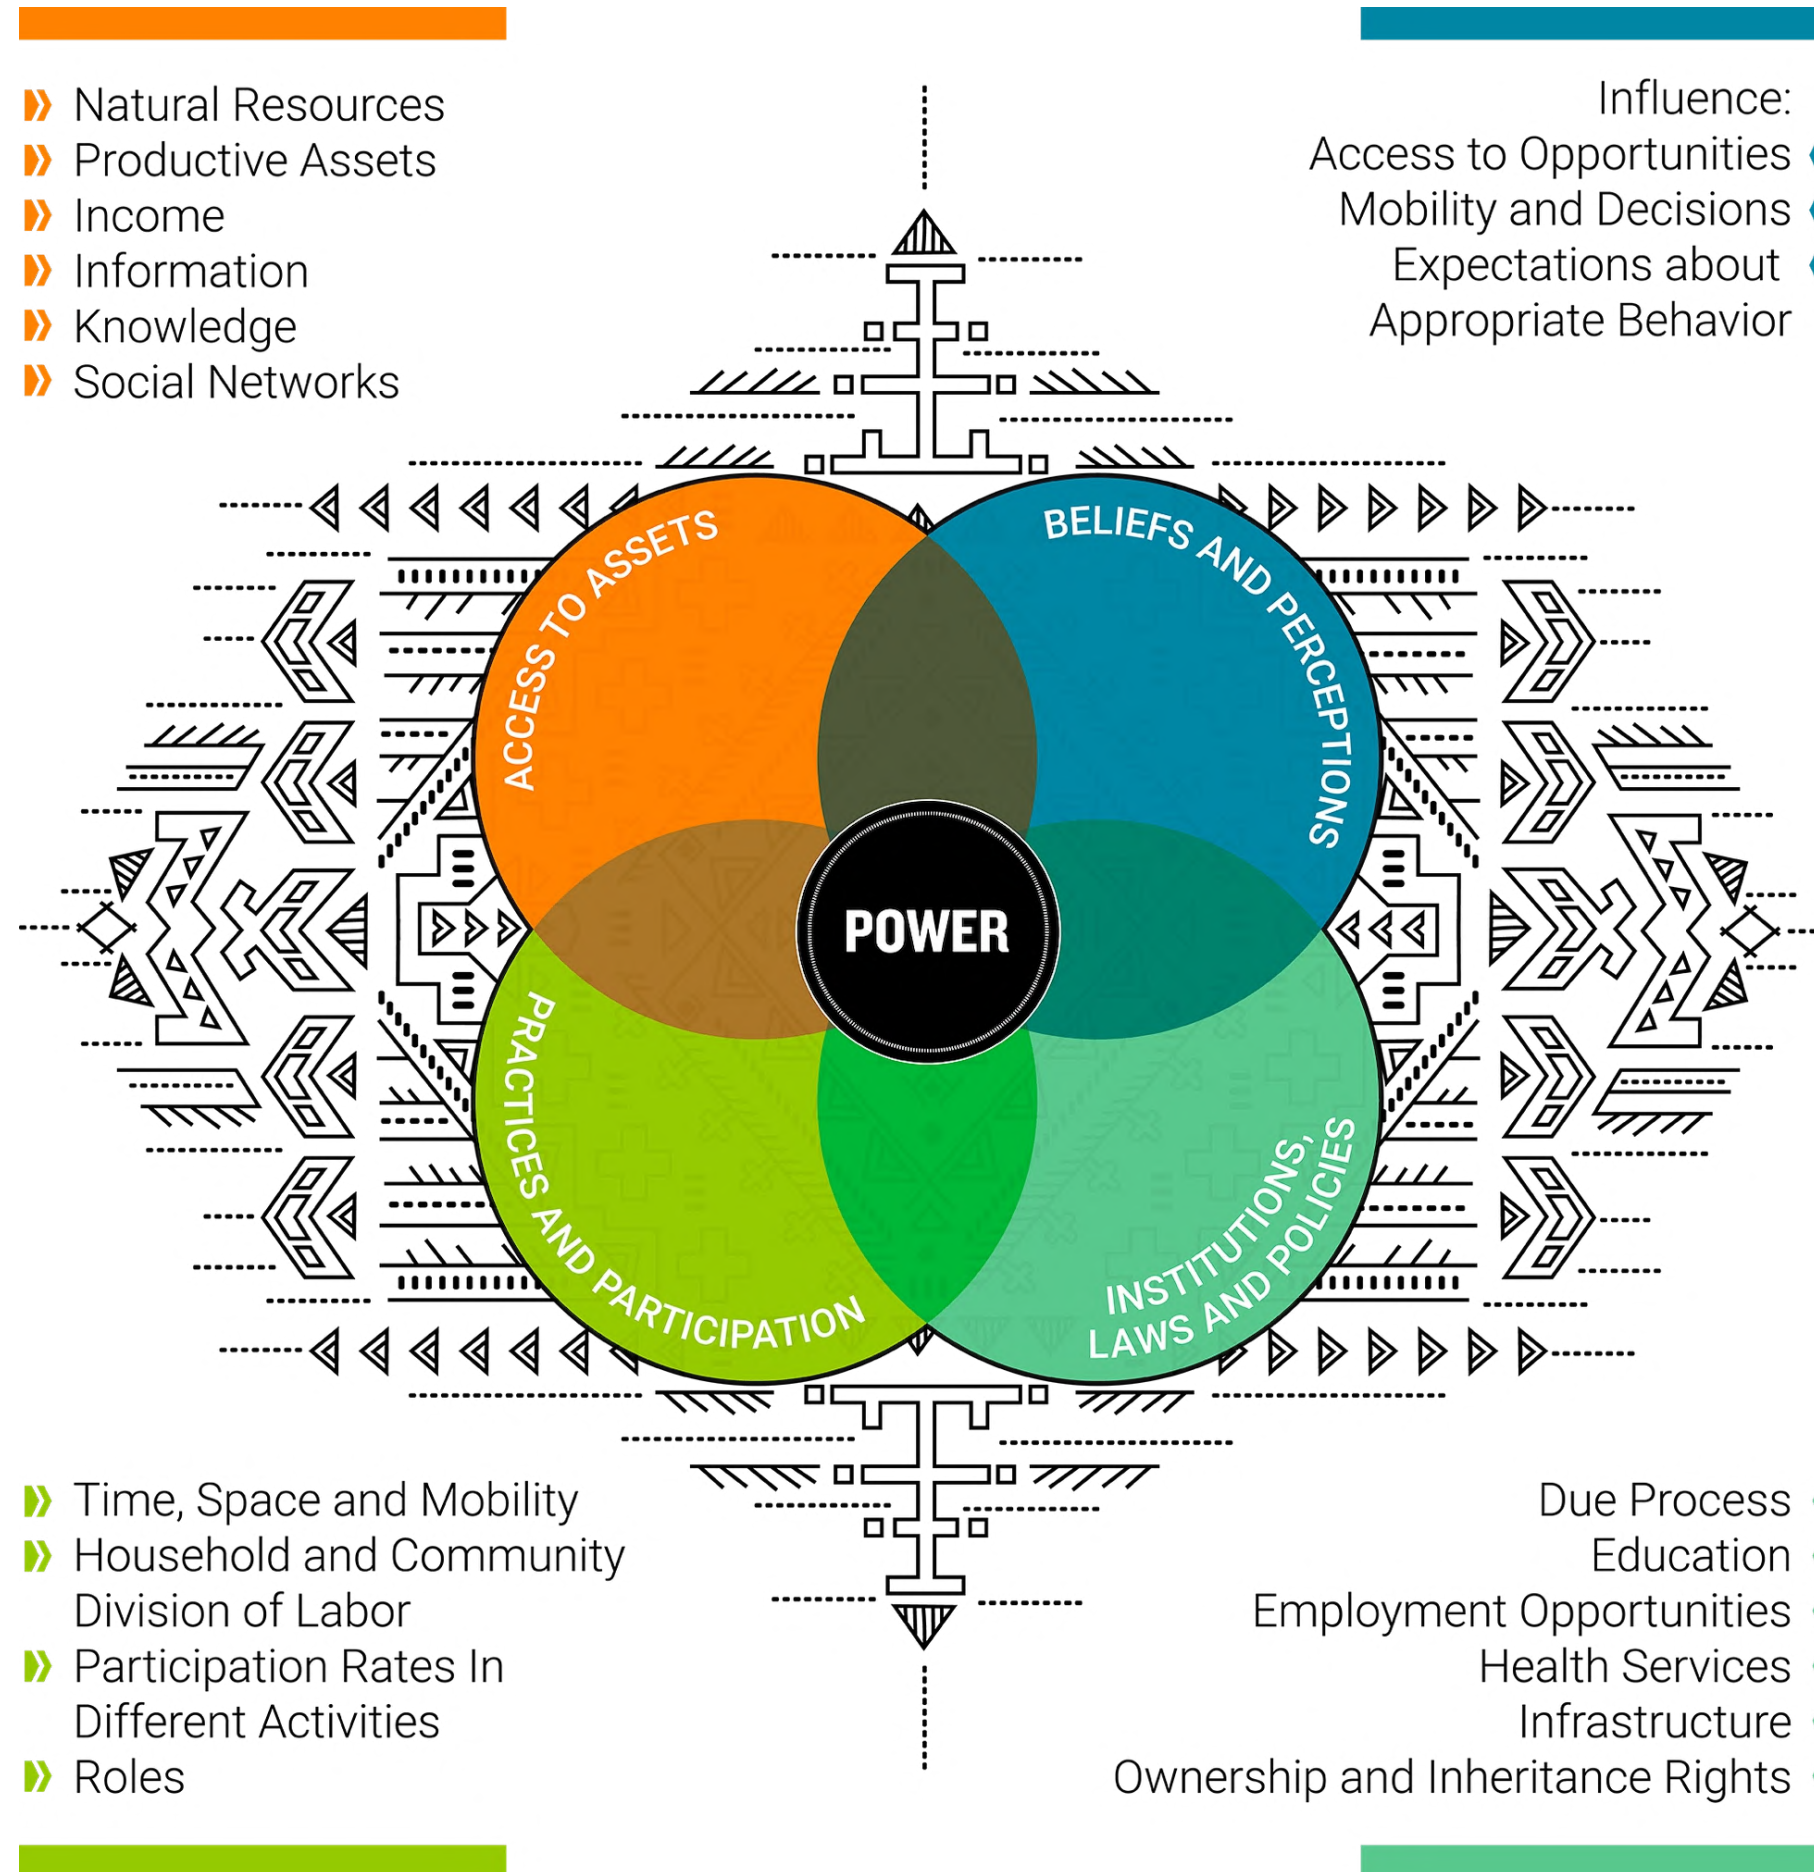 Natural Resources
Productive Assets
Income
Information
Knowledge
Social Networks
Influence:
Access to Opportunities
Mobility and Decisions
Expectations about
Appropriate Behavior
ACCESS TO ASSETS
BELIEFS AND PERCEPTIONS
POWER
PRACTICES AND PARTICIPATION
INSTITUTIONS,
LAWS AND POLICIES
Time, Space and Mobility
Household and Community
Division of Labor
Participation Rates In
Different Activities
Roles
Due Process
Education
Employment Opportunities
Health Services
Infrastructure
Ownership and Inheritance Rights